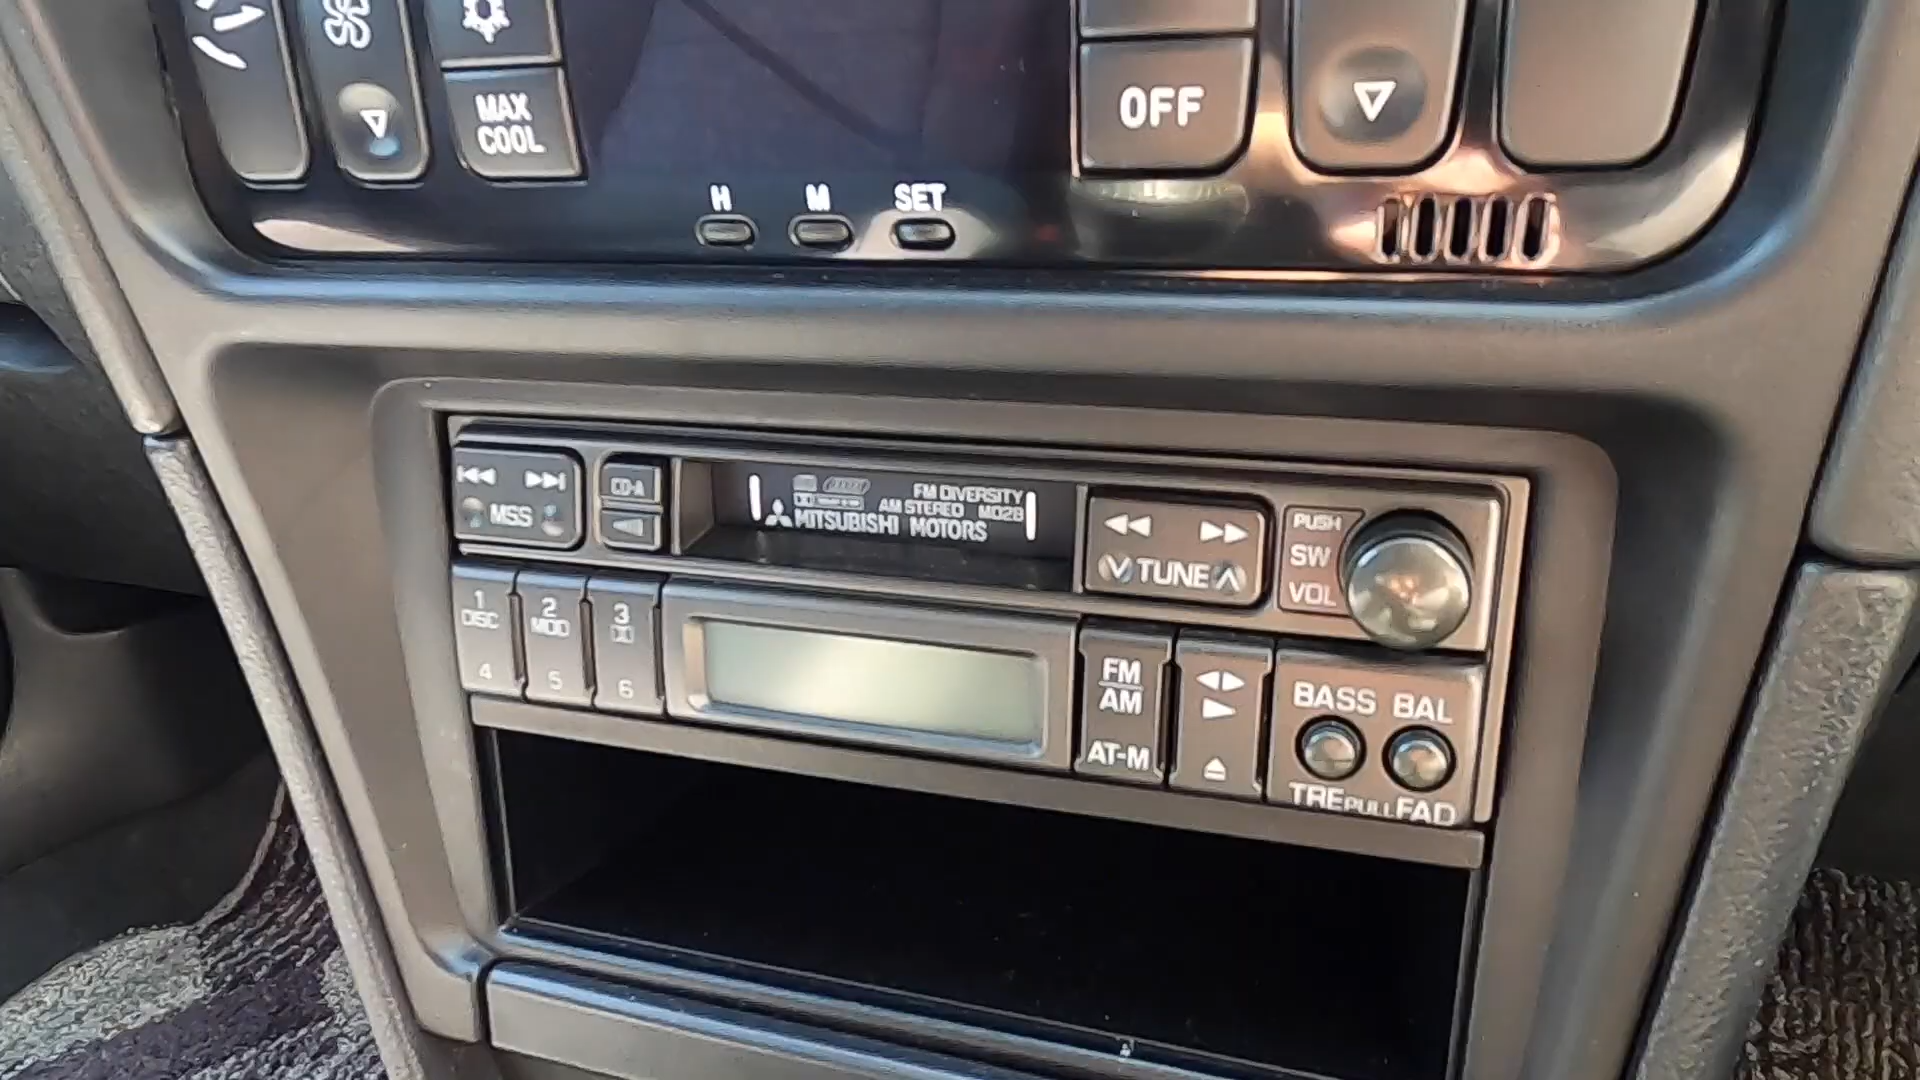 MAX
COOL
OFF
H M SET
MSS
CD-A
FM DIVERSITY
AM STEREO M02B
MITSUBISHI MOTORS
TUNE
PUSH
SW
VOL
1
DISC
4
2
MOD
5
3
6
FM
AM
AT-M
BASS BAL
TRE PULL FAD